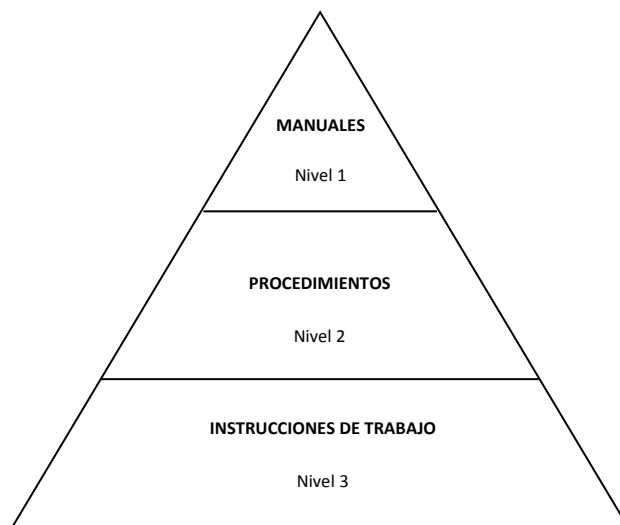 MANUALES
Nivel 1
PROCEDIMIENTOS
Nivel 2
INSTRUCCIONES DE TRABAJO
Nivel 3